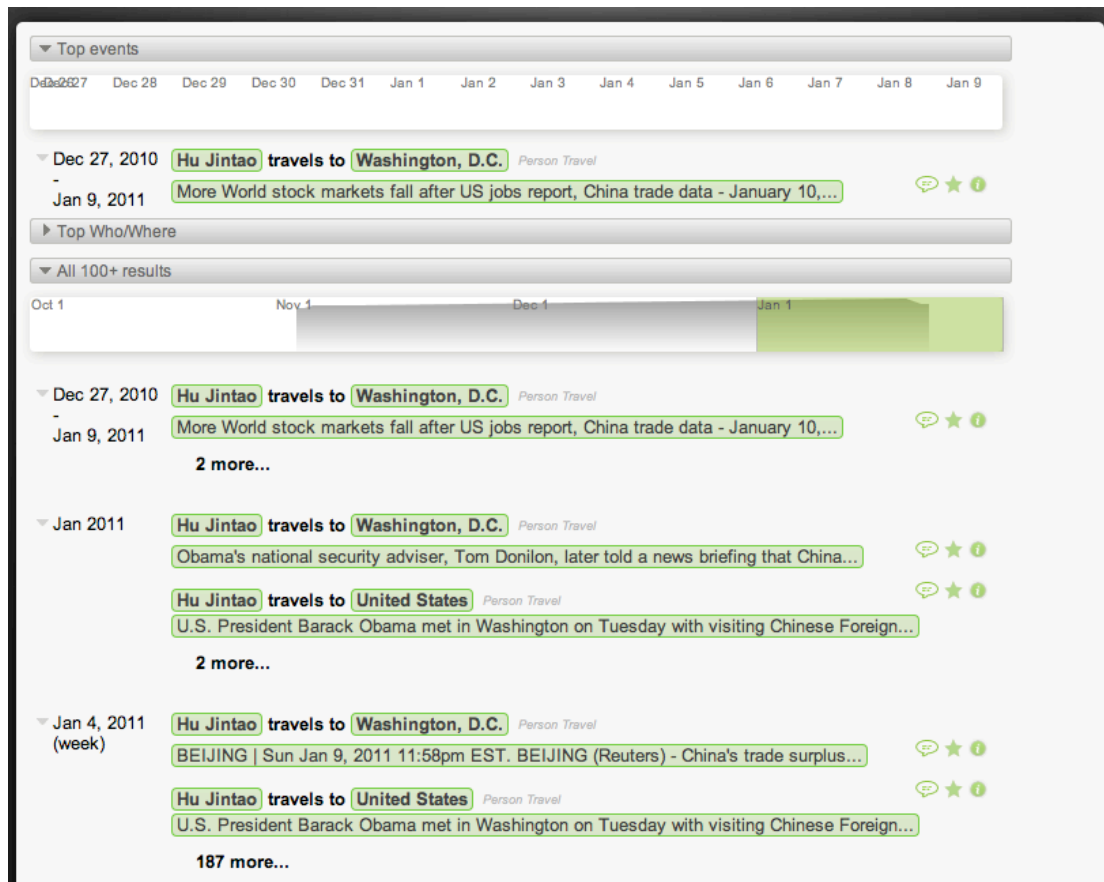 Top events
Dec 26 Dec 27 Dec 28 Dec 29 Dec 30 Dec 31 Jan 1 Jan 2 Jan 3 Jan 4 Jan 5 Jan 6 Jan 7 Jan 8 Jan 9
Dec 27, 2010 Hu Jintao travels to Washington, D.C. Person Travel
-
Jan 9, 2011 More World stock markets fall after US jobs report, China trade data - January 10,...
Top Who/Where
All 100+ results
Oct 1 Nov 1 Dec 1 Jan 1
Dec 27, 2010 Hu Jintao travels to Washington, D.C. Person Travel
-
Jan 9, 2011 More World stock markets fall after US jobs report, China trade data - January 10,...
2 more...
Jan 2011 Hu Jintao travels to Washington, D.C. Person Travel
Obama's national security adviser, Tom Donilon, later told a news briefing that China...
Hu Jintao travels to United States Person Travel
U.S. President Barack Obama met in Washington on Tuesday with visiting Chinese Foreign...
2 more...
Jan 4, 2011 Hu Jintao travels to Washington, D.C. Person Travel
(week)
BEIJING | Sun Jan 9, 2011 11:58pm EST. BEIJING (Reuters) - China's trade surplus...
Hu Jintao travels to United States Person Travel
U.S. President Barack Obama met in Washington on Tuesday with visiting Chinese Foreign...
187 more...